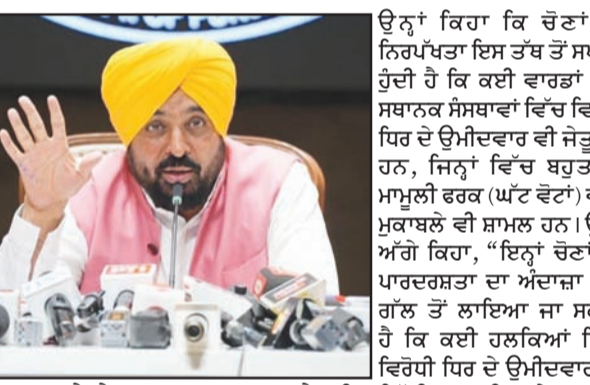 ਉਨ੍ਹਾਂ ਕਿਹਾ ਕਿ ਚੋਣਾਂ
ਨਿਰਪੱਖਤਾ ਇਸ ਤੱਥ ਤੋਂ
ਹੁੰਦੀ ਹੈ ਕਿ ਕਈ ਵਾਰਡਾਂ
ਸਥਾਨਕ ਸੰਸਥਾਵਾਂ ਵਿੱਚ
ਧਿਰ ਦੇ ਉਮੀਦਵਾਰ ਵੀ ਜੇਤੂ
ਹਨ, ਜਿਨ੍ਹਾਂ ਵਿੱਚ ਬਹੁਤ
ਮਾਮੂਲੀ ਫਰਕ (ਘੱਟ ਵੋਟਾਂ)
ਮੁਕਾਬਲੇ ਵੀ ਸ਼ਾਮਲ ਹਨ।
ਅੱਗੇ ਕਿਹਾ, “ਇਨ੍ਹਾਂ ਚੋਣਾਂ
ਪਾਰਦਰਸ਼ਤਾ ਦਾ ਅੰਦਾਜ਼ਾ
ਗੱਲ ਤੋਂ ਲਾਇਆ ਜਾ
ਹੈ ਕਿ ਕਈ ਹਲਕਿਆਂ
ਵਿਰੋਧੀ ਧਿਰ ਦੇ ਉਮੀਦਵਾਰ